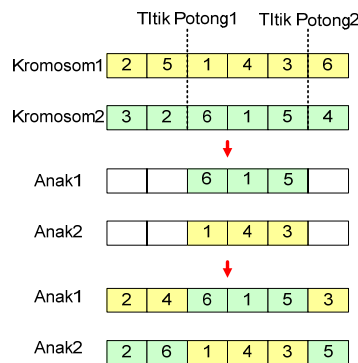 TItik Potong1 TItik Potong2
Kromosom1 2 5 1 4 3 6
Kromosom2 3 2 6 1 5 4
Anak1 6 1 5
Anak2 1 4 3
Anak1 2 4 6 1 5 3
Anak2 2 6 1 4 3 5